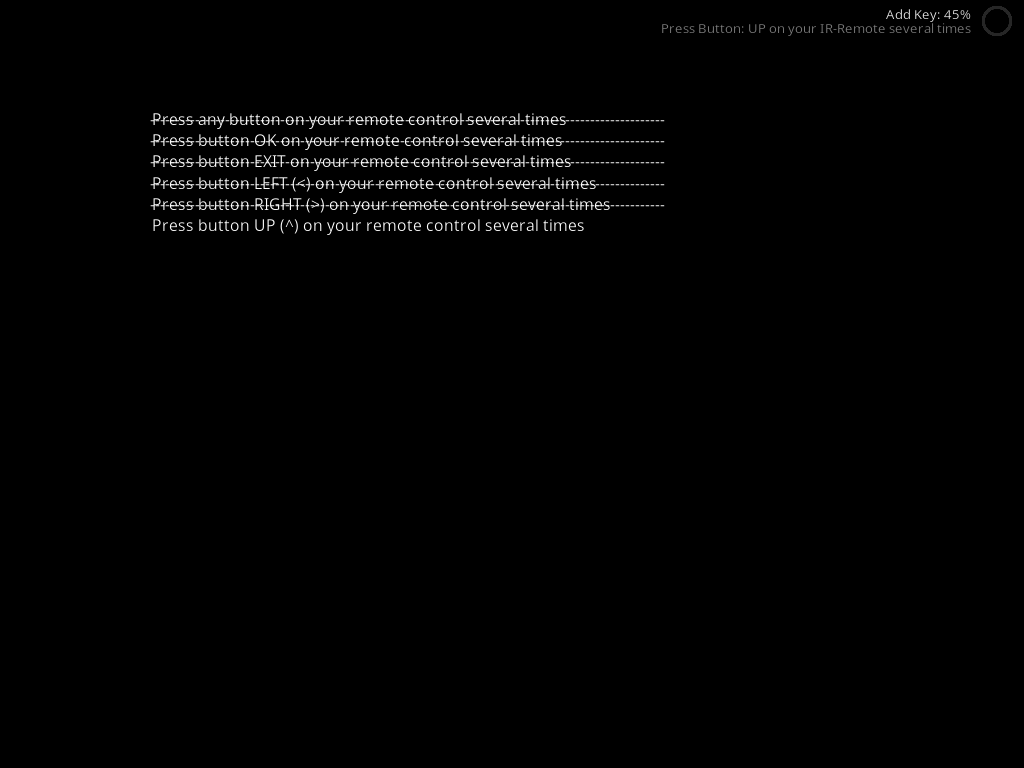 Add Key: 45%
Press Button: UP on your IR-Remote several times
Press any button on your remote control several times--------------------
Press button OK on your remote control several times---------------------
Press button EXIT on your remote control several times-------------------
Press button LEFT (<) on your remote control several times--------------
Press button RIGHT (>) on your remote control several times-----------
Press button UP (^) on your remote control several times